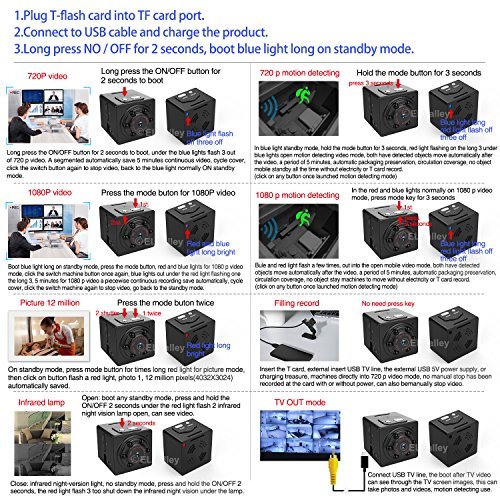 1.Plug T-flash card into TF card port.
2.Connect to USB cable and charge the product.
3.Long press NO / OFF for 2 seconds, boot blue light long on standby mode.
720P video
Long press the ON/OFF button for
2 seconds to boot
Blue light flash
on three off
Long press the ON/OFF button for 2 seconds to boot, under the blue lights flash 3 out
of 720 p video. A segmented automatically save 5 minutes continuous video, cycle cover,
click the switch button again to stop video, back to the blue light normally ON standby
mode.
720 p motion detecting
Hold the mode button for 3 seconds
press 3 seconds
Blue light long
red light flash off
three off
In blue light standby mode, hold the mode button for 3 seconds, red light flashing on the long 3 under
blue lights open motion detecting video mode, both have detected objects move automatically after
the video, a period of 5 minutes, automatic packaging preservation, circulation coverage, no object
mobile standby all the time without electricity or T card record.
(click on any button once launched motion detecting mode)
1080P video
Press the mode buton for 1080P video
1st
Red and blue
light long bright
Boot blue light long on standby mode, press the mode button, red and blue lights for 1080 p video
mode, click the switch machine button once again, blue lights out under the red light flashing one
the long 3, 5 minutes for 1080 p video a piecewise continuous recording save automatically, cycle
cover, click the switch button again to stop video, go back to the standby mode.
1080 p motion detecting
In the red and blue lights normally on 1080 p video
mode, press mode key for 3 seconds
1st
seconds
Blue light long
red light flash off
three off
Bule and red light flash a few times, out into the open mobile video mode, both have detected
objects move automatically after the video, a period of 5 minutes, automatic packaging preservation,
circulation coverage, no object stay machines to save video without electricity or T card record.
(click on any button once launched motion detecting mode)
Picture 12 million
Press the mode buton twice
2 shutter
1 twice
Red light long
bright
On standby mode, press mode button for times long red light for picture mode,
then click on button flash a red light, photo 1, 12 million pixels(4032X3024)
automatically saved.
Filling record
No need press key
Insert the T card, external insert USB TV line, the external USB 5V power supply, or
charging treasure, machines directly into 720 p video mode, no manual stop has been
recorded at the card with or without power, can also bemanually stop video.
Infrared lamp
Open: boot any standby mode, press and hold the
ON/OFF 2 seconds under the red light flash 2 infrared
night vision lamp open, can see video.
2 seconds
Close: infrared night-version light, no standby mode, press and hold the ON/OFF 2
seconds, the red light flash 3 too shut down the infrared night vision light.
TV OUT mode
Connect USB TV line, the boot after TV video
can see through the TV screen images, this can
take photos and videos, motion detecting use.